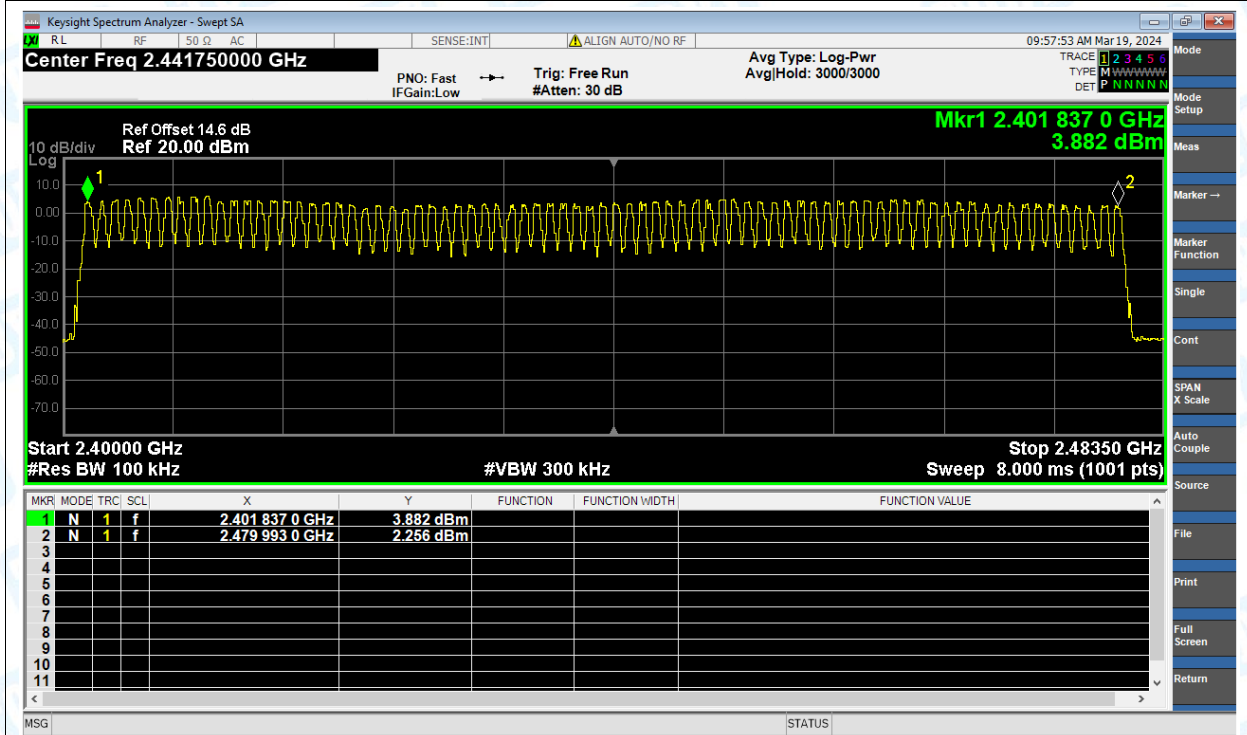 Keysight Spectrum Analyzer - Swept SA
LXI RL RF 50 Ω AC SENSE:INT ALIGN AUTO/NO RF 09:57:53 AM Mar 19, 2024
Center Freq 2.441750000 GHz
PNO: Fast
IFGain:Low
Trig: Free Run
#Atten: 30 dB
Avg Type: Log-Pwr
Avg|Hold: 3000/3000
TRACE 1 2 3 4 5 6
TYPE M WWWWW
DET P N N N N N
Ref Offset 14.6 dB
10 dB/div Ref 20.00 dBm
Log
Mkr1 2.401 837 0 GHz
3.882 dBm
10.0
0.00
-10.0
-20.0
-30.0
-40.0
-50.0
-60.0
-70.0
1
2
Start 2.40000 GHz Stop 2.48350 GHz
#Res BW 100 kHz #VBW 300 kHz Sweep 8.000 ms (1001 pts)
MKR MODE TRC SCL X Y FUNCTION FUNCTION WIDTH FUNCTION VALUE
1 N 1 f 2.401 837 0 GHz 3.882 dBm
2 N 1 f 2.479 993 0 GHz 2.256 dBm
3
4
5
6
7
8
9
10
11
MSG STATUS
Mode
Mode
Setup
Meas
Marker →
Marker
Function
Single
Cont
SPAN
X Scale
Auto
Couple
Source
File
Print
Full
Screen
Return